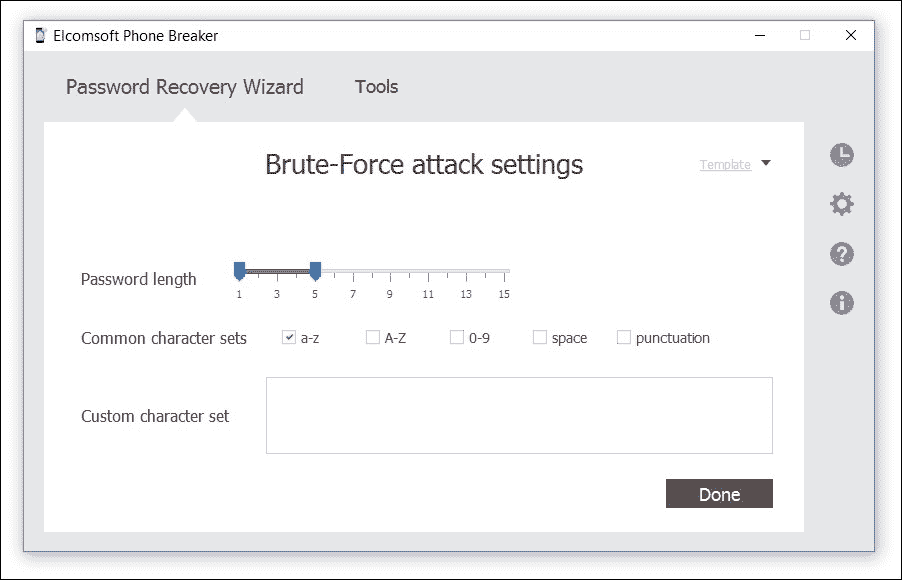 Elcomsoft Phone Breaker
Password Recovery Wizard Tools
Brute-Force attack settings
Template
Password length
1 3 5 7 9 11 13 15
Common character sets a-z A-Z 0-9 space punctuation
Custom character set
Done